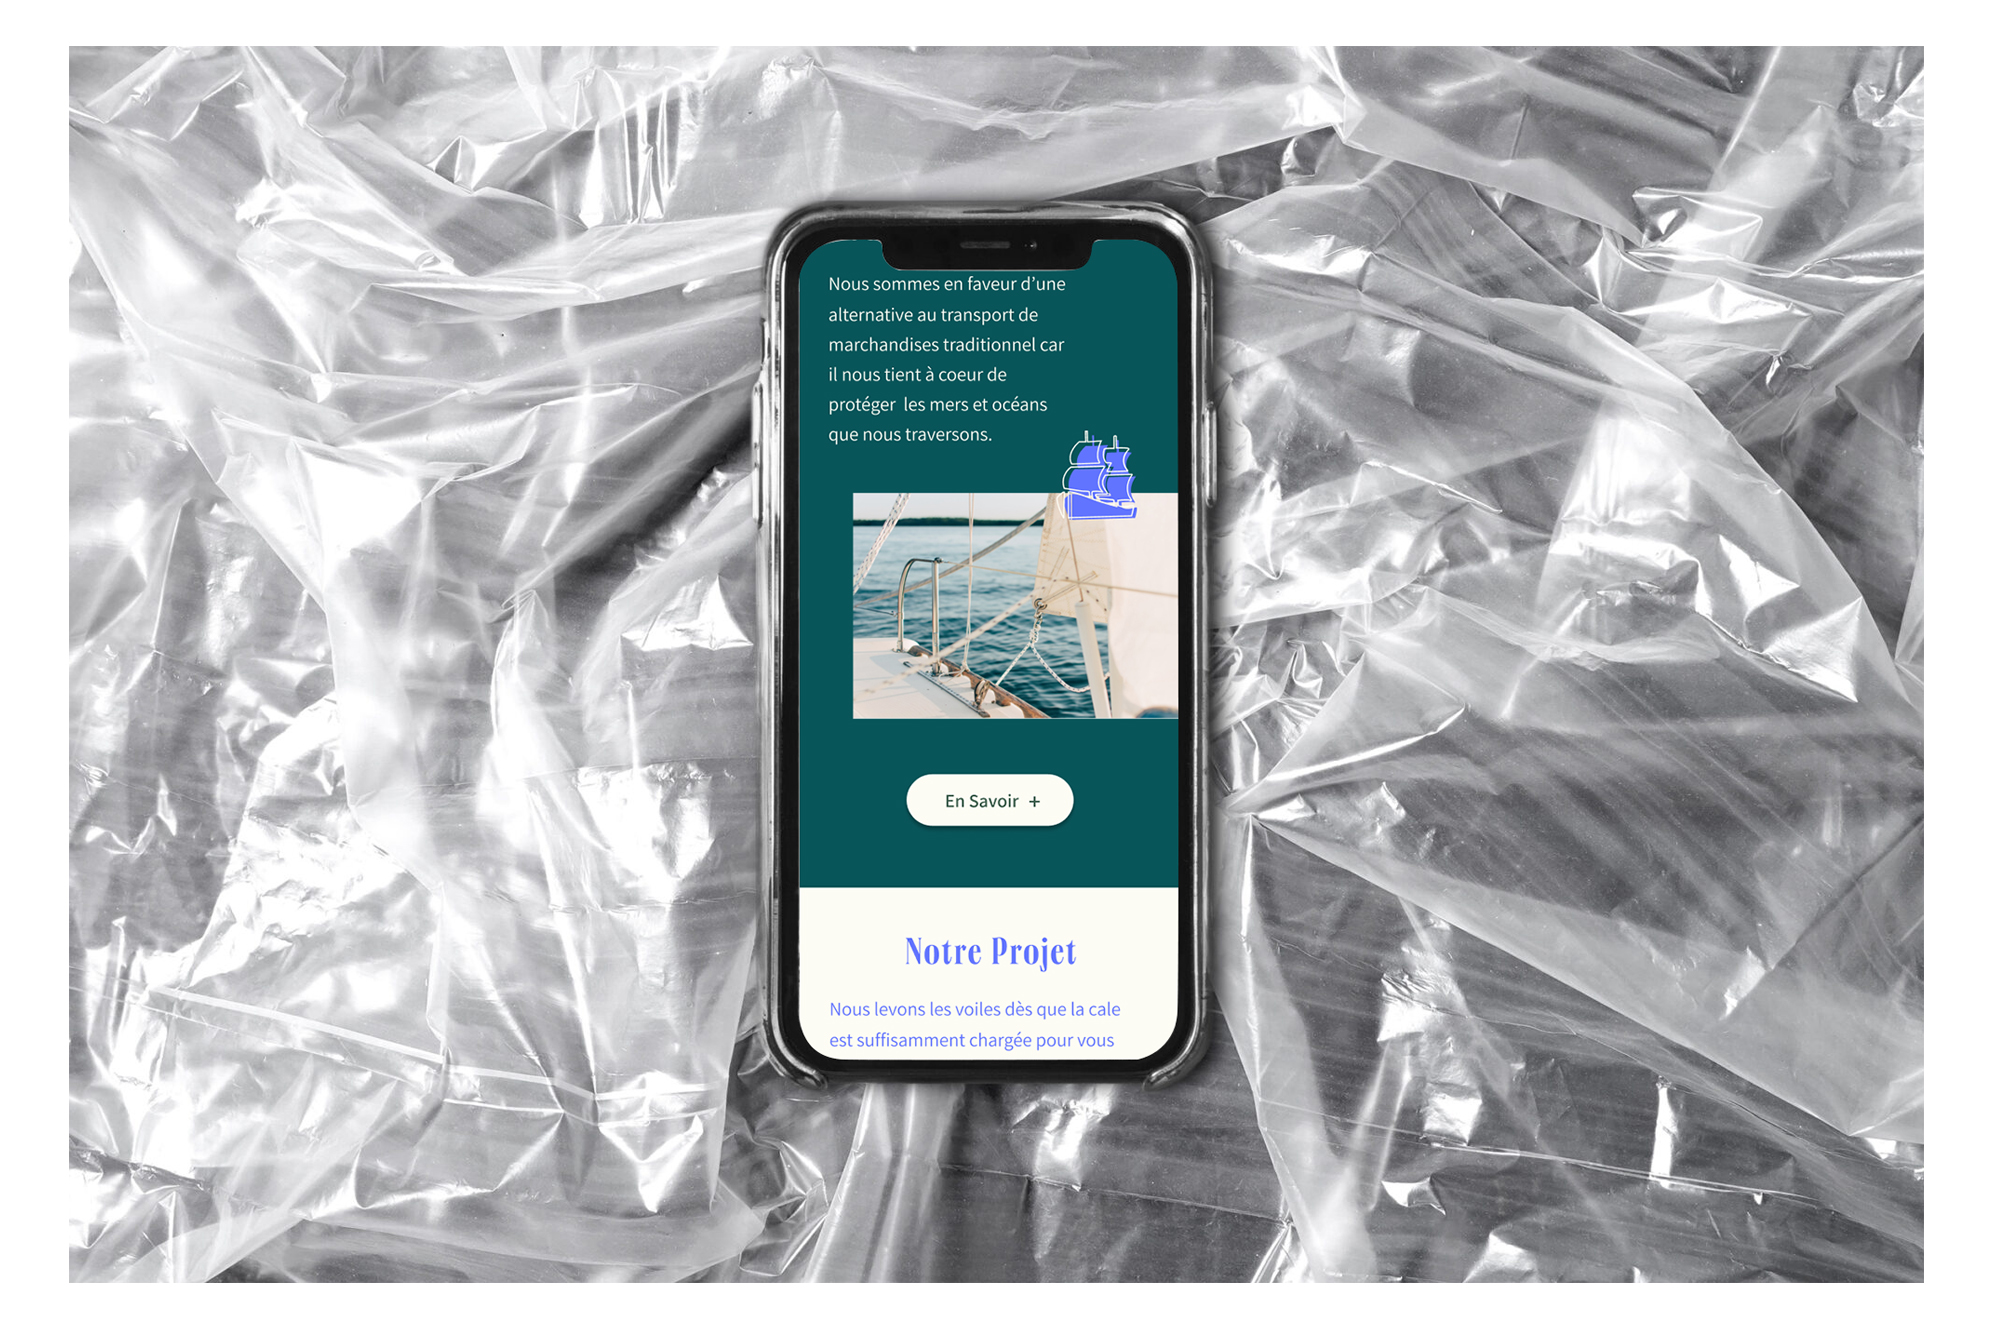 Nous sommes en faveur d’une
alternative au transport de
marchandises traditionnel car
il nous tient à coeur de
protéger  les mers et océans
que nous traversons.
En Savoir +
Notre Projet
Nous levons les voiles dès que la cale
est suffisamment chargée pour vous